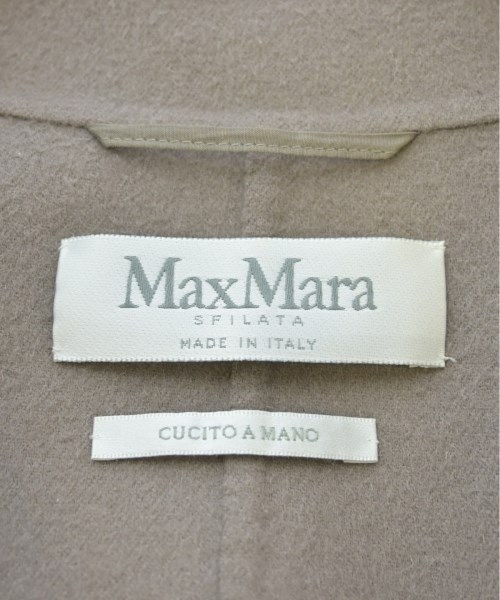 MaxMara
SFILATA
MADE IN ITALY
CUCITO A MANO